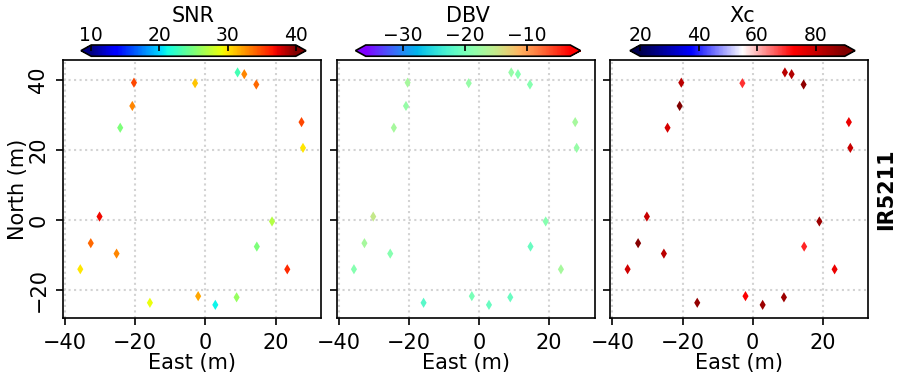 SNR DBV Xc
10 20 30 40 −30 −20 −10 20 40 60 80
40
20
0
−20
North (m)
IR5211
−40 −20 0 20 −40 −20 0 20 −40 −20 0 20
East (m) East (m) East (m)